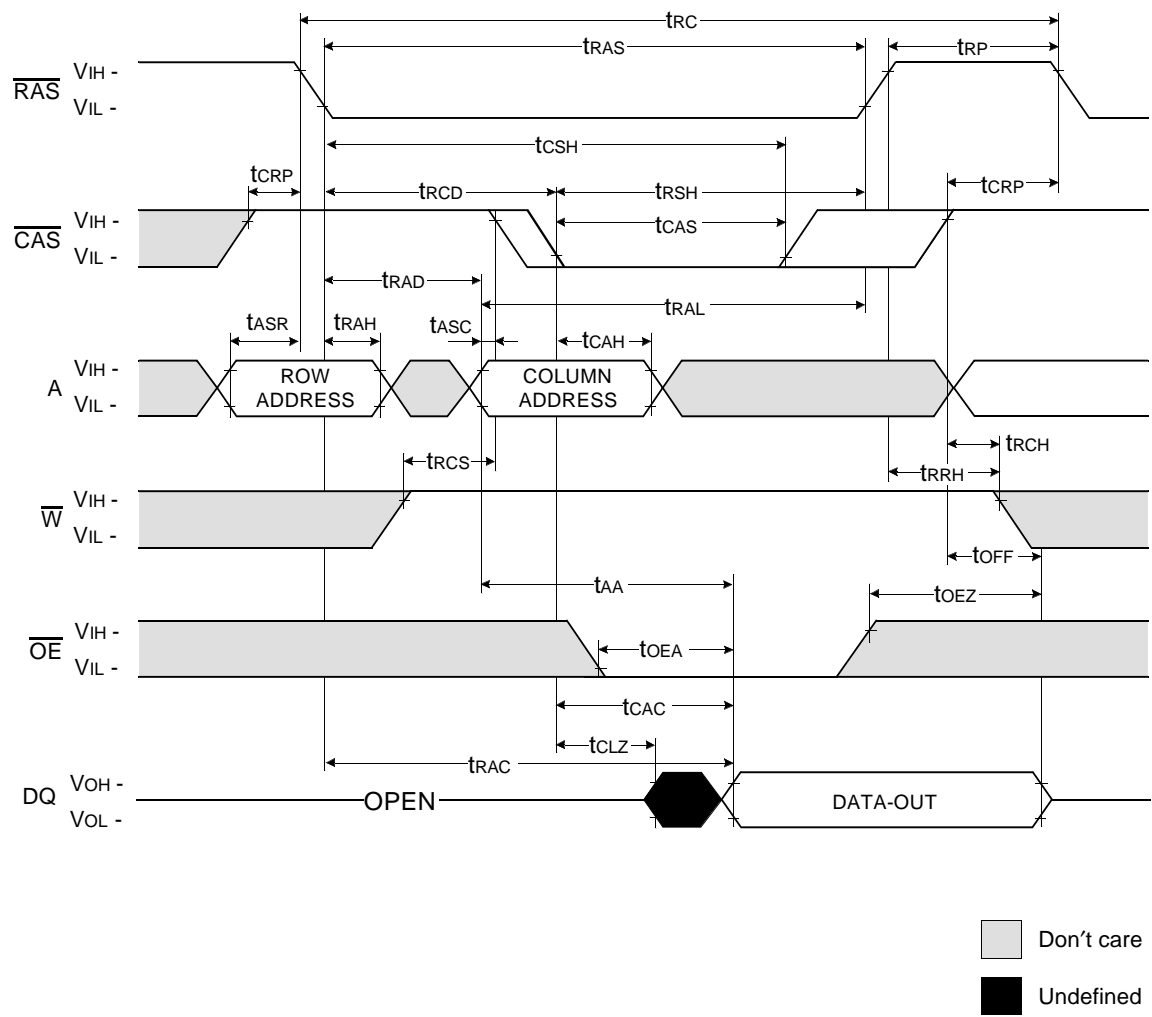 tRC
tRAS
tRP
RAS
VIH -
VIL -
tCSH
tCRP
tRCD
tRSH
tCRP
CAS
VIH -
VIL -
tCAS
tRAD
tRAL
tASR
tRAH
tASC
tCAH
A
VIH -
VIL -
ROW
ADDRESS
COLUMN
ADDRESS
tRCS
tRCH
tRRH
W
VIH -
VIL -
tOFF
tAA
tOEZ
OE
VIH -
VIL -
tOEA
tCAC
tCLZ
tRAC
DQ
VOH -
VOL -
OPEN
DATA-OUT
Don′t care
Undefined